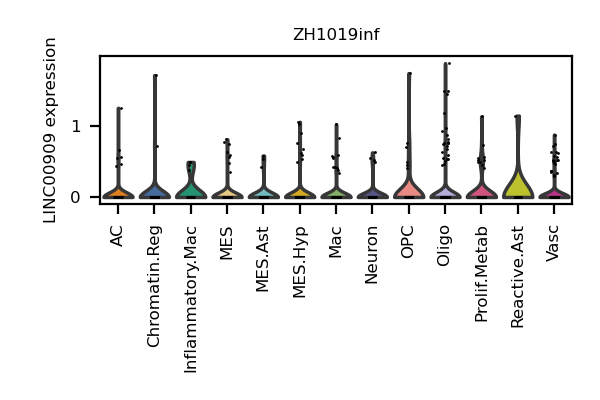 ZH1019inf
LINC00909 expression
1
0
AC
Chromatin.Reg
Inflammatory.Mac
MES
MES.Ast
MES.Hyp
Mac
Neuron
OPC
Oligo
Prolif.Metab
Reactive.Ast
Vasc